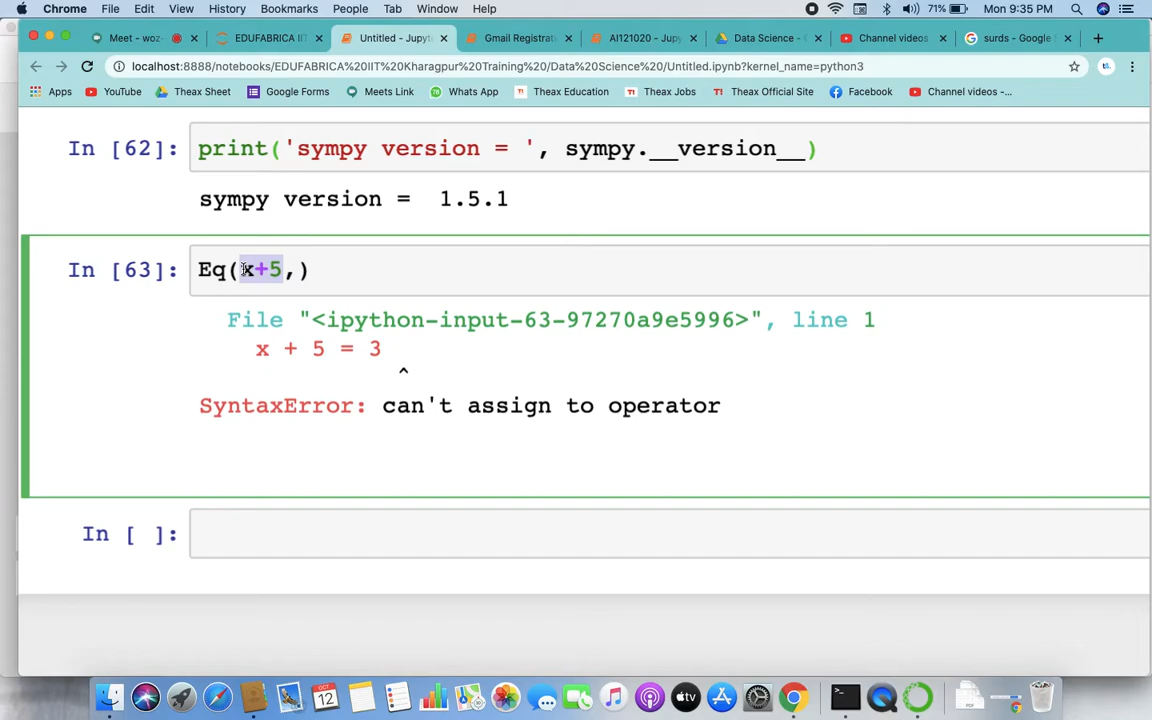 Chrome File Edit View History Bookmarks People Tab Window Help 71% Mon 9:35 PM
Meet - woz- EDUFABRICA IIT Untitled - Jupyt Gmail Registrat AI121020 - Jupy Data Science - Channel videos surds - Google S
localhost:8888/notebooks/EDUFABRICA%20IIT%20Kharagpur%20Training%20/Data%20Science%20/Untitled.ipynb?kernel_name=python3
Apps YouTube Theax Sheet Google Forms Meets Link Whats App Theax Education Theax Jobs Theax Official Site Facebook Channel videos -...
In [62]: print('sympy version = ', sympy.__version__)
sympy version = 1.5.1
In [63]: Eq(x+5,)
File "<ipython-input-63-97270a9e5996>", line 1
x + 5 = 3
^
SyntaxError: can't assign to operator
In [ ]: